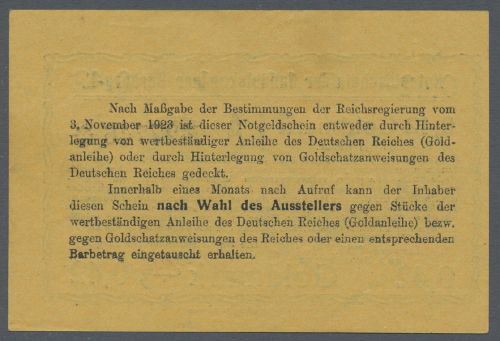 Nach Maßgabe der Bestimmungen der Reichsregierung vom
3. November 1923 ist dieser Notgeldschein entweder durch Hinter-
legung von wertbeständiger Anleihe des Deutschen Reiches (Gold-
anleihe) oder durch Hinterlegung von Goldschatzanweisungen des
Deutschen Reiches gedeckt.
Innerhalb eines Monats nach Aufruf kann der Inhaber
diesen Schein nach Wahl des Ausstellers gegen Stücke der
wertbeständigen Anleihe des Deutschen Reiches (Goldanleihe) bezw.
gegen Goldschatzanweisungen des Reiches oder einen entsprechenden
Barbetrag eingetauscht erhalten.